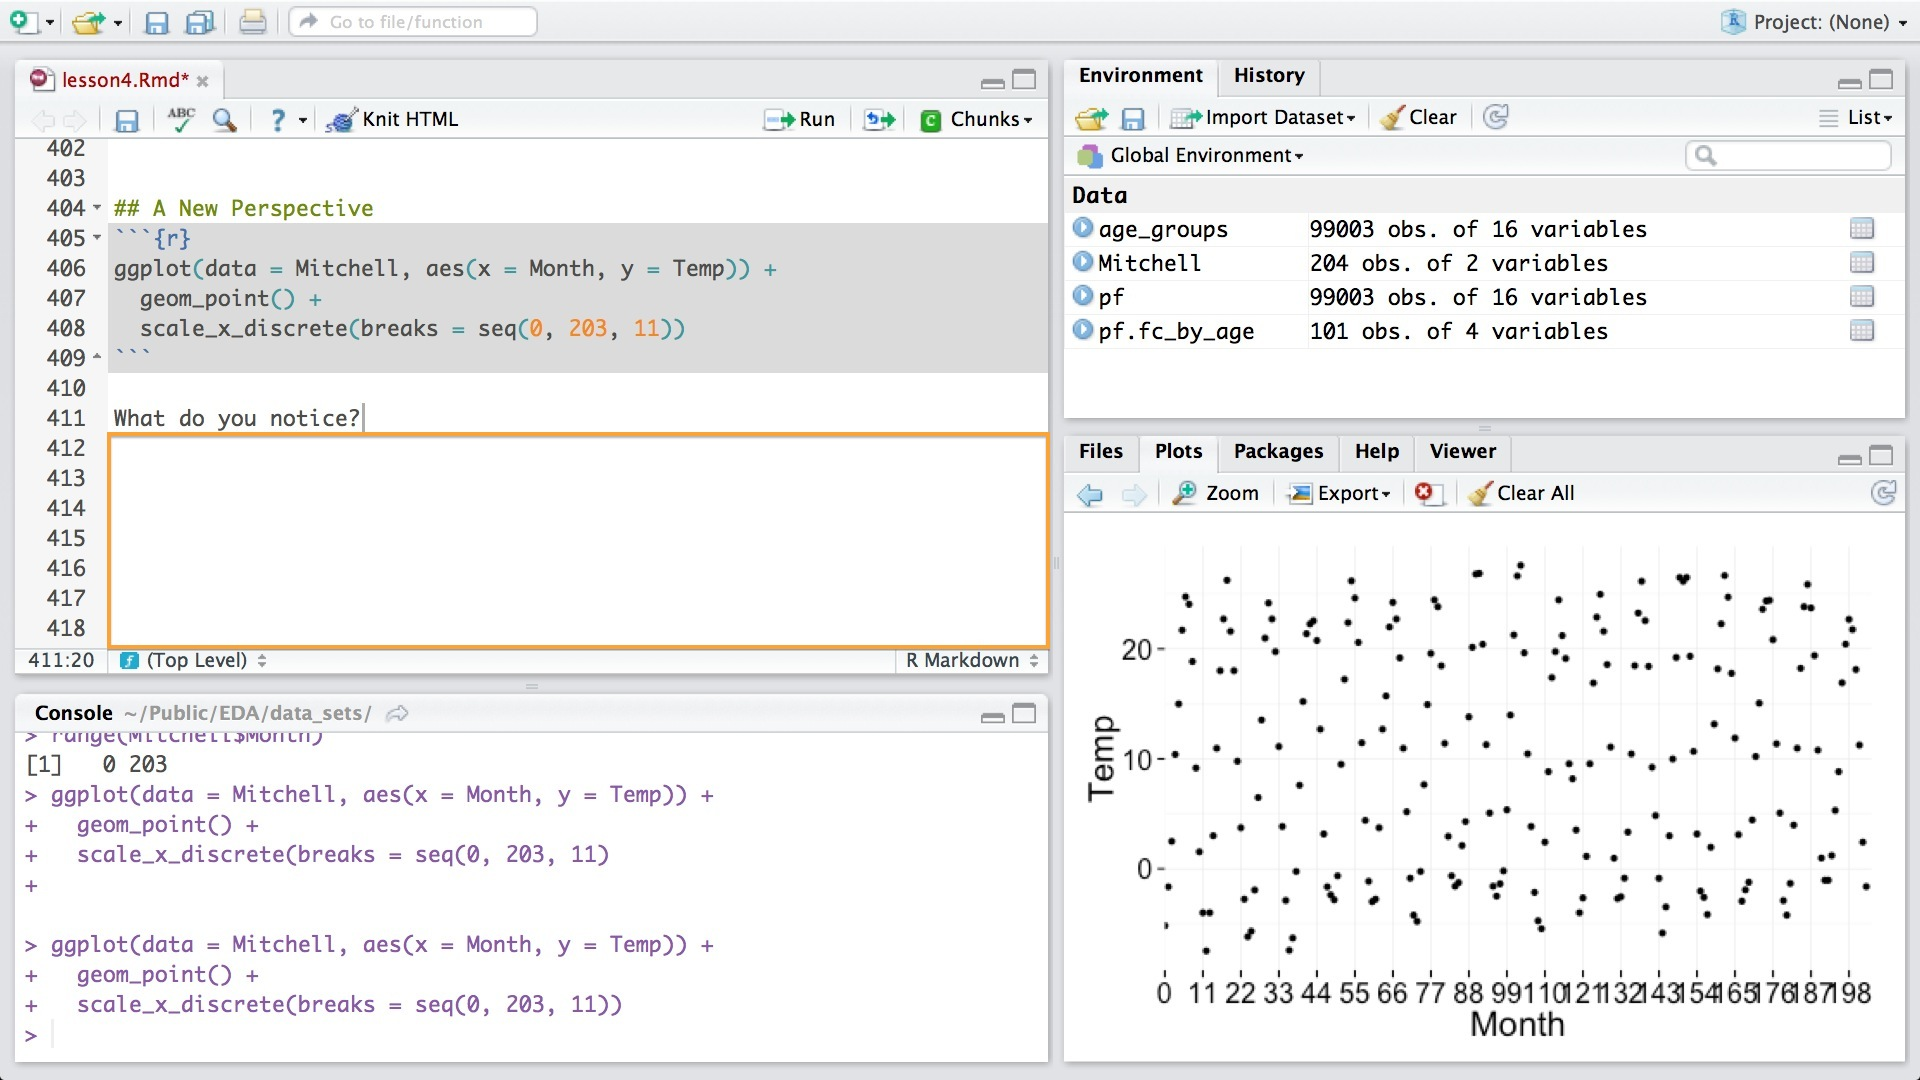 Go to file/function
Project: (None)
lesson4.Rmd*
ABC
?
Knit HTML
Run
C Chunks
402
403
404 ## A New Perspective
405 ```{r}
406 ggplot(data = Mitchell, aes(x = Month, y = Temp)) +
407   geom_point() +
408   scale_x_discrete(breaks = seq(0, 203, 11))
409 ```
410
411 What do you notice?
412
413
414
415
416
417
418
411:20 (Top Level) R Markdown
Console ~/Public/EDA/data_sets/
> range(Mitchell$Month)
[1]   0 203
> ggplot(data = Mitchell, aes(x = Month, y = Temp)) +
+   geom_point() +
+   scale_x_discrete(breaks = seq(0, 203, 11)
+
> ggplot(data = Mitchell, aes(x = Month, y = Temp)) +
+   geom_point() +
+   scale_x_discrete(breaks = seq(0, 203, 11))
>
Environment History
Import Dataset Clear List
Global Environment
Data
age_groups 99003 obs. of 16 variables
Mitchell 204 obs. of 2 variables
pf 99003 obs. of 16 variables
pf.fc_by_age 101 obs. of 4 variables
Files Plots Packages Help Viewer
Zoom Export Clear All
20
10
0
Temp
0 11 22 33 44 55 66 77 88 99 110 121 132 143 154 165 176 187 198
Month